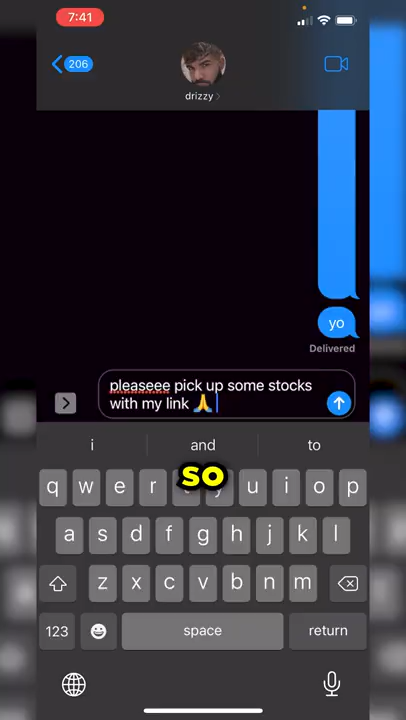 7:41
206
drizzy
yo
Delivered
pleaseee pick up some stocks
with my link 🙏
i and to
so
q w e r y u i o p
a s d f g h j k l
z x c v b n m
123 space return